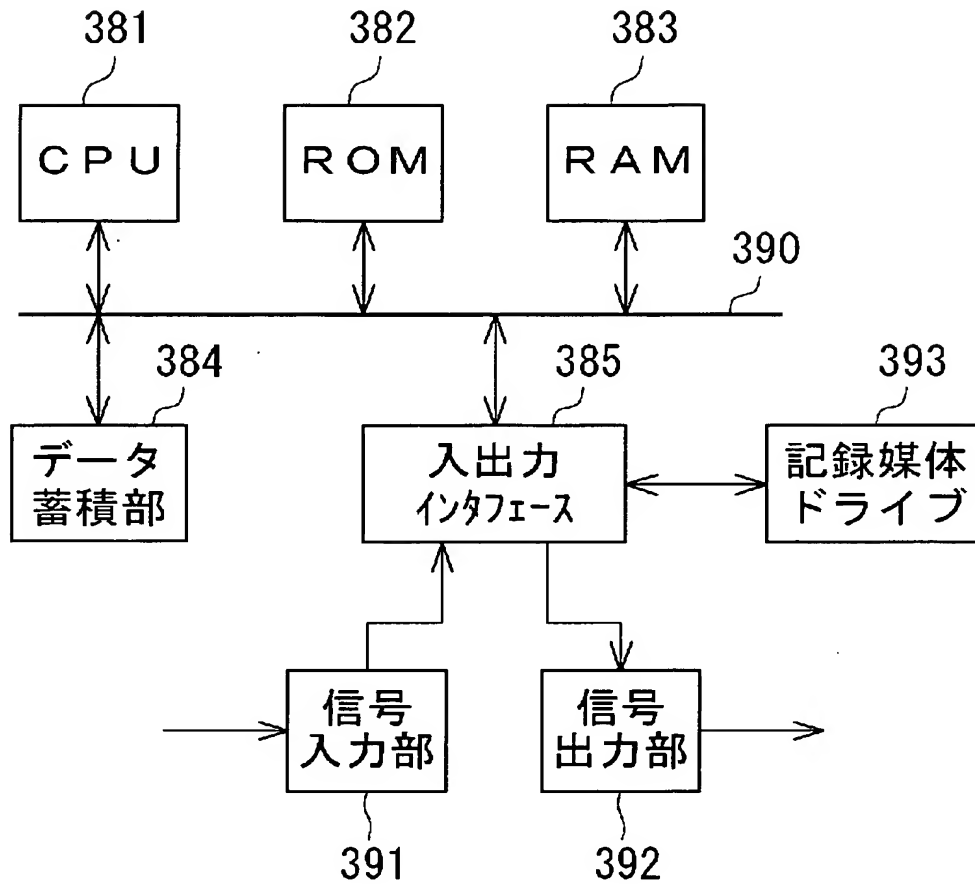 381
382
383
CPU
ROM
RAM
390
384
385
393
データ
蓄積部
入出力
インタフェース
記録媒体
ドライブ
信号
入力部
信号
出力部
391
392